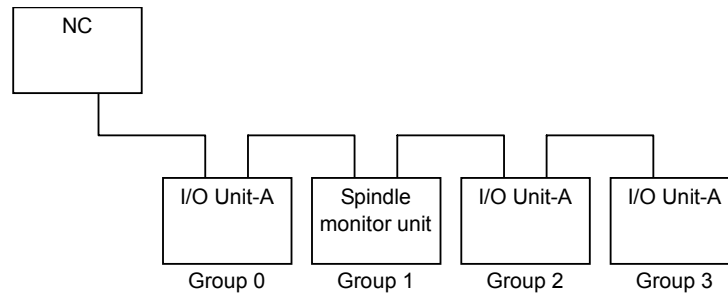 NC
I/O Unit-A
Spindle
monitor unit
I/O Unit-A
I/O Unit-A
Group 0
Group 1
Group 2
Group 3